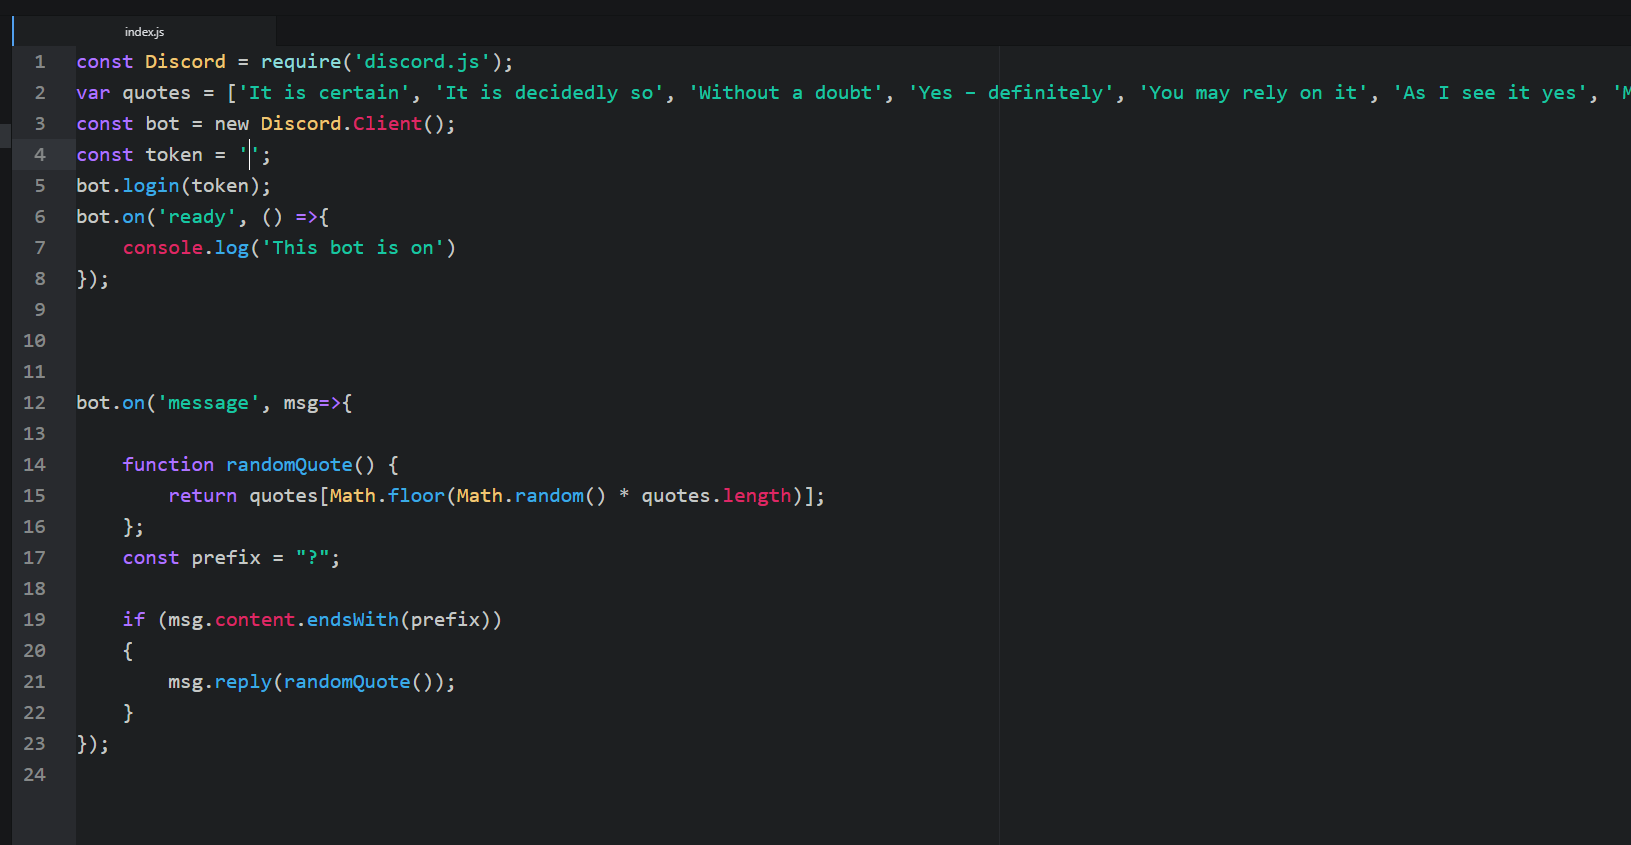 index.js
1 const Discord = require('discord.js');
2 var quotes = ['It is certain', 'It is decidedly so', 'Without a doubt', 'Yes – definitely', 'You may rely on it', 'As I see it yes', '
3 const bot = new Discord.Client();
4 const token = '';
5 bot.login(token);
6 bot.on('ready', () =>{
7     console.log('This bot is on')
8 });
9
10
11
12 bot.on('message', msg=>{
13
14     function randomQuote() {
15         return quotes[Math.floor(Math.random() * quotes.length)];
16     };
17     const prefix = "?";
18
19     if (msg.content.endsWith(prefix))
20     {
21         msg.reply(randomQuote());
22     }
23 });
24